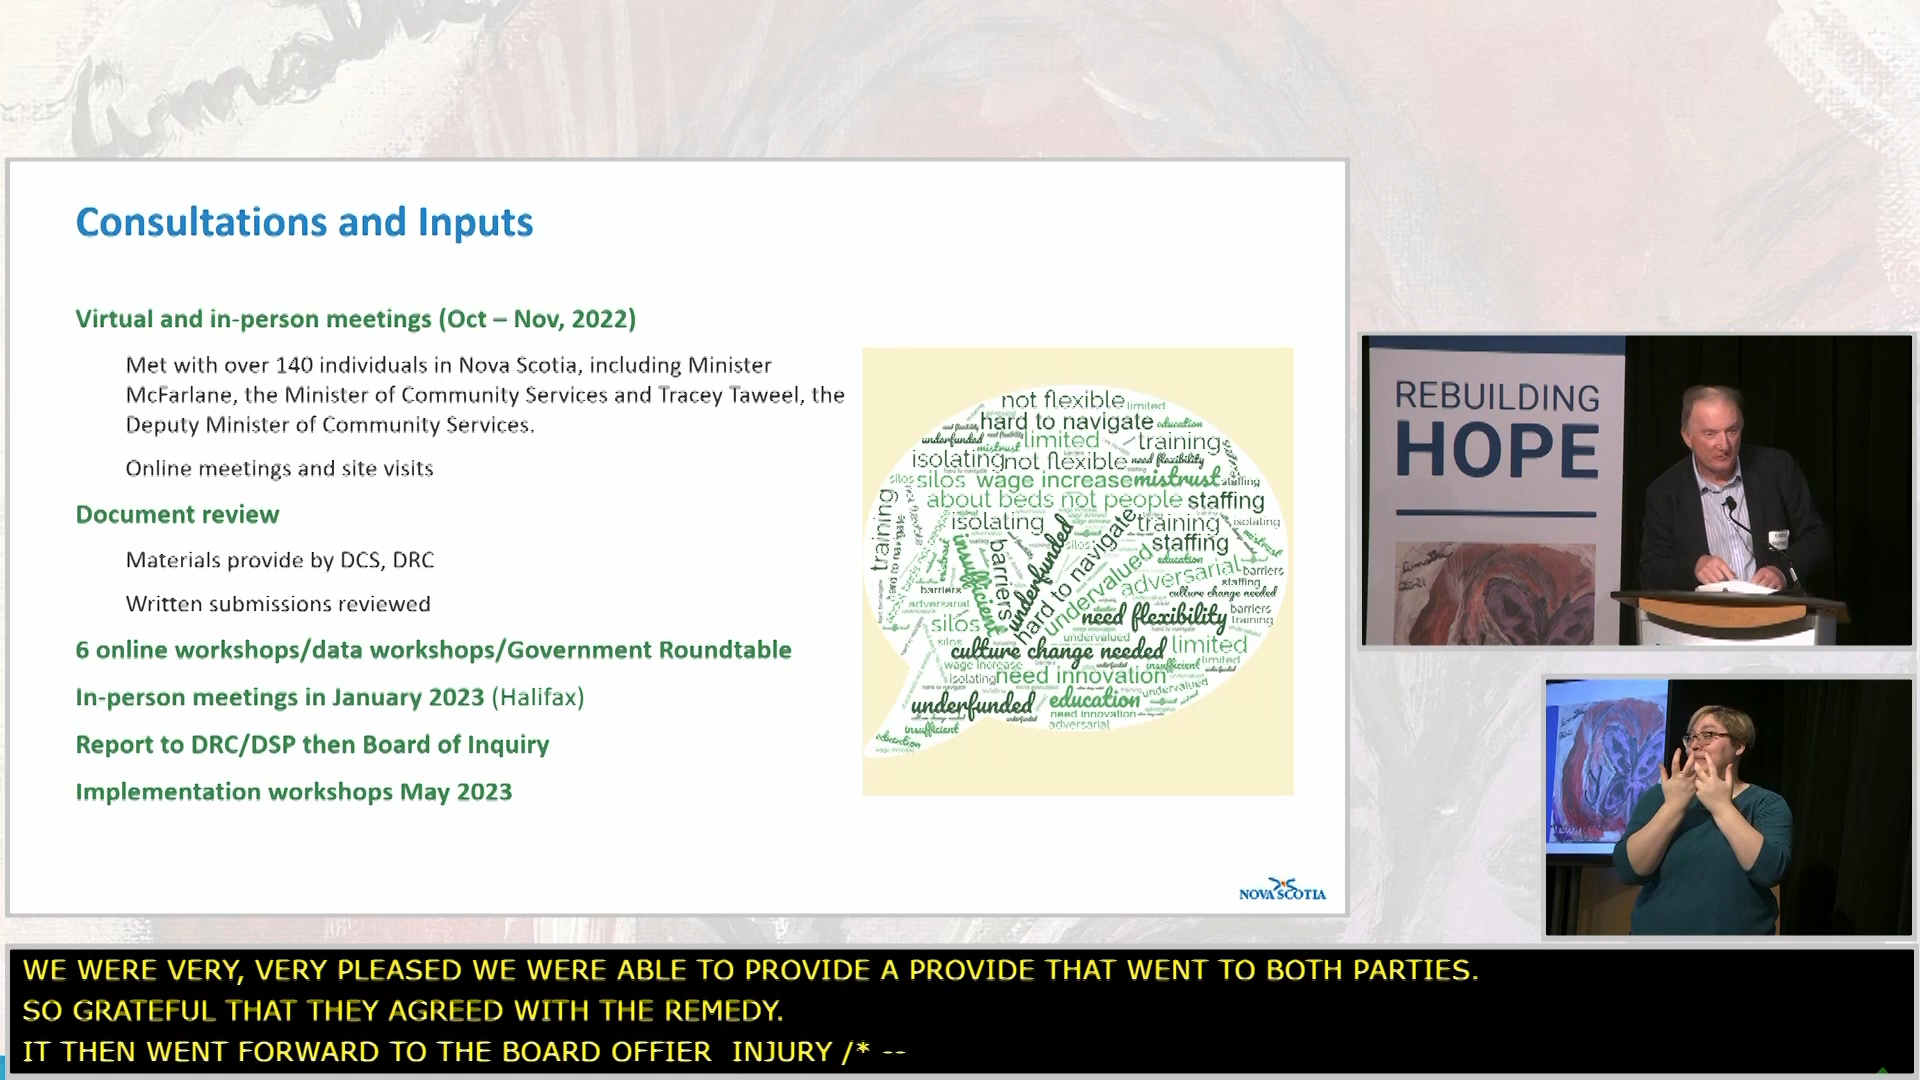 Consultations and Inputs
Virtual and in-person meetings (Oct – Nov, 2022)
Met with over 140 individuals in Nova Scotia, including Minister
McFarlane, the Minister of Community Services and Tracey Taweel, the
Deputy Minister of Community Services.
Online meetings and site visits
Document review
Materials provide by DCS, DRC
Written submissions reviewed
6 online workshops/data workshops/Government Roundtable
In-person meetings in January 2023 (Halifax)
Report to DRC/DSP then Board of Inquiry
Implementation workshops May 2023
not flexible
limited
hard to navigate
education
underfunded
mistrust
limited
training
isolating
not flexible
need flexibility
silos
silos
wage increase
mistrust
staffing
about beds not people
staffing
training
isolating
training
isolating
staffing
mistrust
barriers
insufficient
underfunded
hard to navigate
undervalued
education
adversarial
barriers
staffing
barriers
culture change needed
adversarial
need flexibility
barriers
training
silos
undervalued
silos
culture change needed
limited
wage increase
insufficient
limited
isolating
need innovation
undervalued
underfunded
education
need innovation
adversarial
insufficient
education
NOVA SCOTIA
REBUILDING
HOPE
WE WERE VERY, VERY PLEASED WE WERE ABLE TO PROVIDE A PROVIDE THAT WENT TO BOTH PARTIES.
SO GRATEFUL THAT THEY AGREED WITH THE REMEDY.
IT THEN WENT FORWARD TO THE BOARD OFFIER INJURY /* --